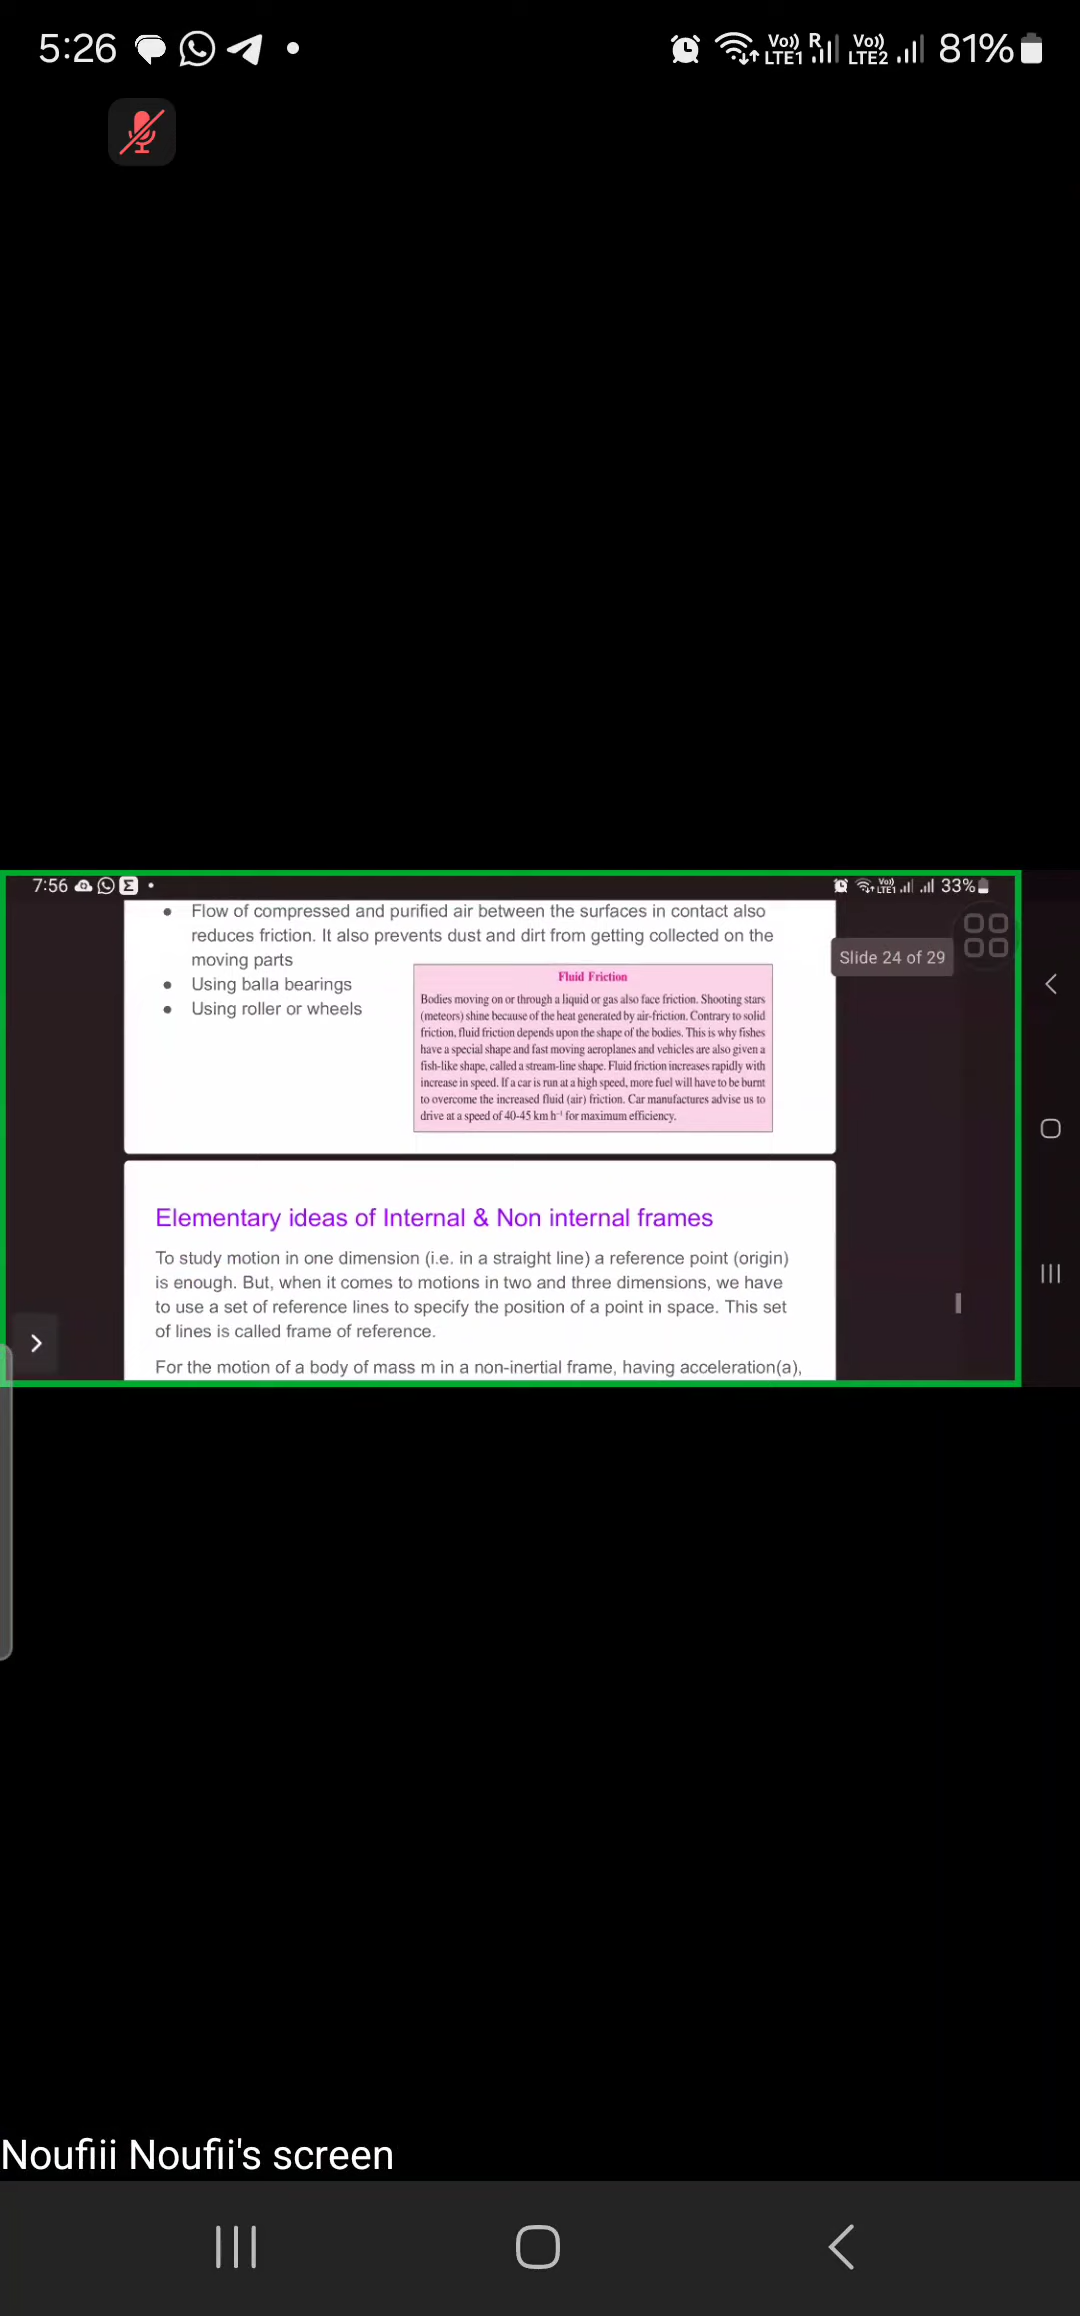 5:26
Vo)) R Vo))
LTE1 LTE2 81%
7:56
Vo))
LTE1 33%
Flow of compressed and purified air between the surfaces in contact also
reduces friction. It also prevents dust and dirt from getting collected on the
moving parts
Using balla bearings
Using roller or wheels
Slide 24 of 29
Fluid Friction
Bodies moving on or through a liquid or gas also face friction. Shooting stars
(meteors) shine because of the heat generated by air-friction. Contrary to solid
friction, fluid friction depends upon the shape of the bodies. This is why fishes
have a special shape and fast moving aeroplanes and vehicles are also given a
fish-like shape, called a stream-line shape. Fluid friction increases rapidly with
increase in speed. If a car is run at a high speed, more fuel will have to be burnt
to overcome the increased fluid (air) friction. Car manufactures advise us to
drive at a speed of 40-45 km h⁻¹ for maximum efficiency.
Elementary ideas of Internal & Non internal frames
To study motion in one dimension (i.e. in a straight line) a reference point (origin)
is enough. But, when it comes to motions in two and three dimensions, we have
to use a set of reference lines to specify the position of a point in space. This set
of lines is called frame of reference.
For the motion of a body of mass m in a non-inertial frame, having acceleration(a),
Noufiii Noufii's screen